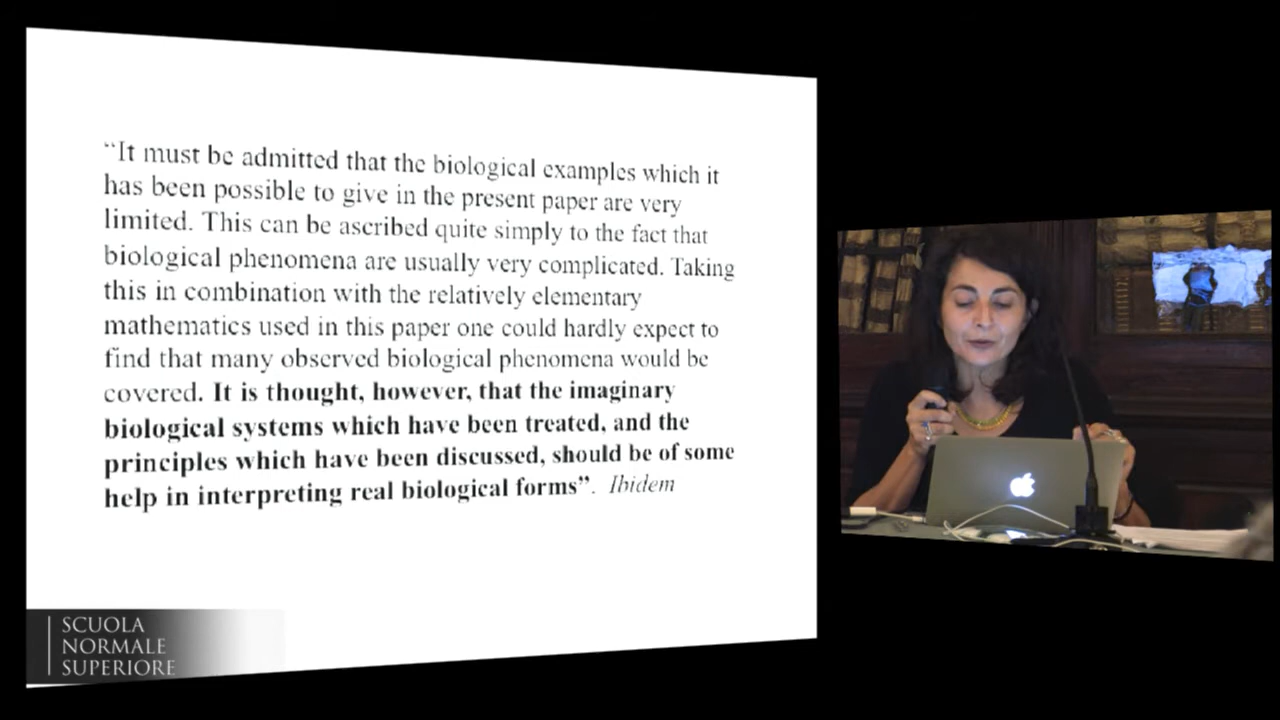 “It must be admitted that the biological examples which it
has been possible to give in the present paper are very
limited. This can be ascribed quite simply to the fact that
biological phenomena are usually very complicated. Taking
this in combination with the relatively elementary
mathematics used in this paper one could hardly expect to
find that many observed biological phenomena would be
covered. It is thought, however, that the imaginary
biological systems which have been treated, and the
principles which have been discussed, should be of some
help in interpreting real biological forms”. Ibidem
SCUOLA
NORMALE
SUPERIORE